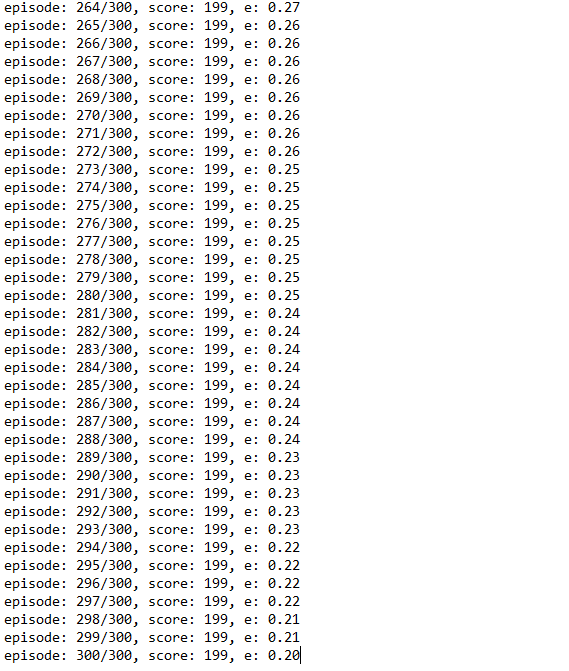 episode: 264/300, score: 199, e: 0.27
episode: 265/300, score: 199, e: 0.26
episode: 266/300, score: 199, e: 0.26
episode: 267/300, score: 199, e: 0.26
episode: 268/300, score: 199, e: 0.26
episode: 269/300, score: 199, e: 0.26
episode: 270/300, score: 199, e: 0.26
episode: 271/300, score: 199, e: 0.26
episode: 272/300, score: 199, e: 0.26
episode: 273/300, score: 199, e: 0.25
episode: 274/300, score: 199, e: 0.25
episode: 275/300, score: 199, e: 0.25
episode: 276/300, score: 199, e: 0.25
episode: 277/300, score: 199, e: 0.25
episode: 278/300, score: 199, e: 0.25
episode: 279/300, score: 199, e: 0.25
episode: 280/300, score: 199, e: 0.25
episode: 281/300, score: 199, e: 0.24
episode: 282/300, score: 199, e: 0.24
episode: 283/300, score: 199, e: 0.24
episode: 284/300, score: 199, e: 0.24
episode: 285/300, score: 199, e: 0.24
episode: 286/300, score: 199, e: 0.24
episode: 287/300, score: 199, e: 0.24
episode: 288/300, score: 199, e: 0.24
episode: 289/300, score: 199, e: 0.23
episode: 290/300, score: 199, e: 0.23
episode: 291/300, score: 199, e: 0.23
episode: 292/300, score: 199, e: 0.23
episode: 293/300, score: 199, e: 0.23
episode: 294/300, score: 199, e: 0.22
episode: 295/300, score: 199, e: 0.22
episode: 296/300, score: 199, e: 0.22
episode: 297/300, score: 199, e: 0.22
episode: 298/300, score: 199, e: 0.21
episode: 299/300, score: 199, e: 0.21
episode: 300/300, score: 199, e: 0.20